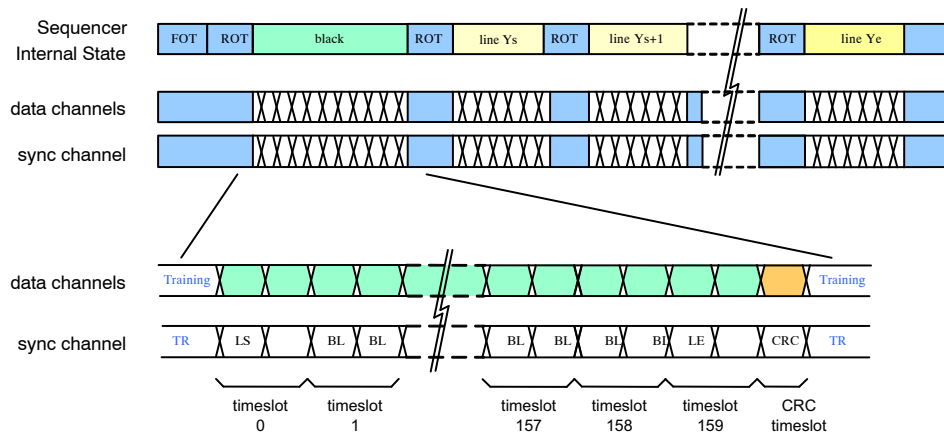 Sequencer
Internal State
FOT ROT black ROT line Ys ROT line Ys+1 ROT line Ye
data channels
sync channel
data channels Training Training
sync channel TR LS BL BL BL BL BL BL LE CRC TR
timeslot timeslot timeslot timeslot timeslot CRC
0 1 157 158 159 timeslot